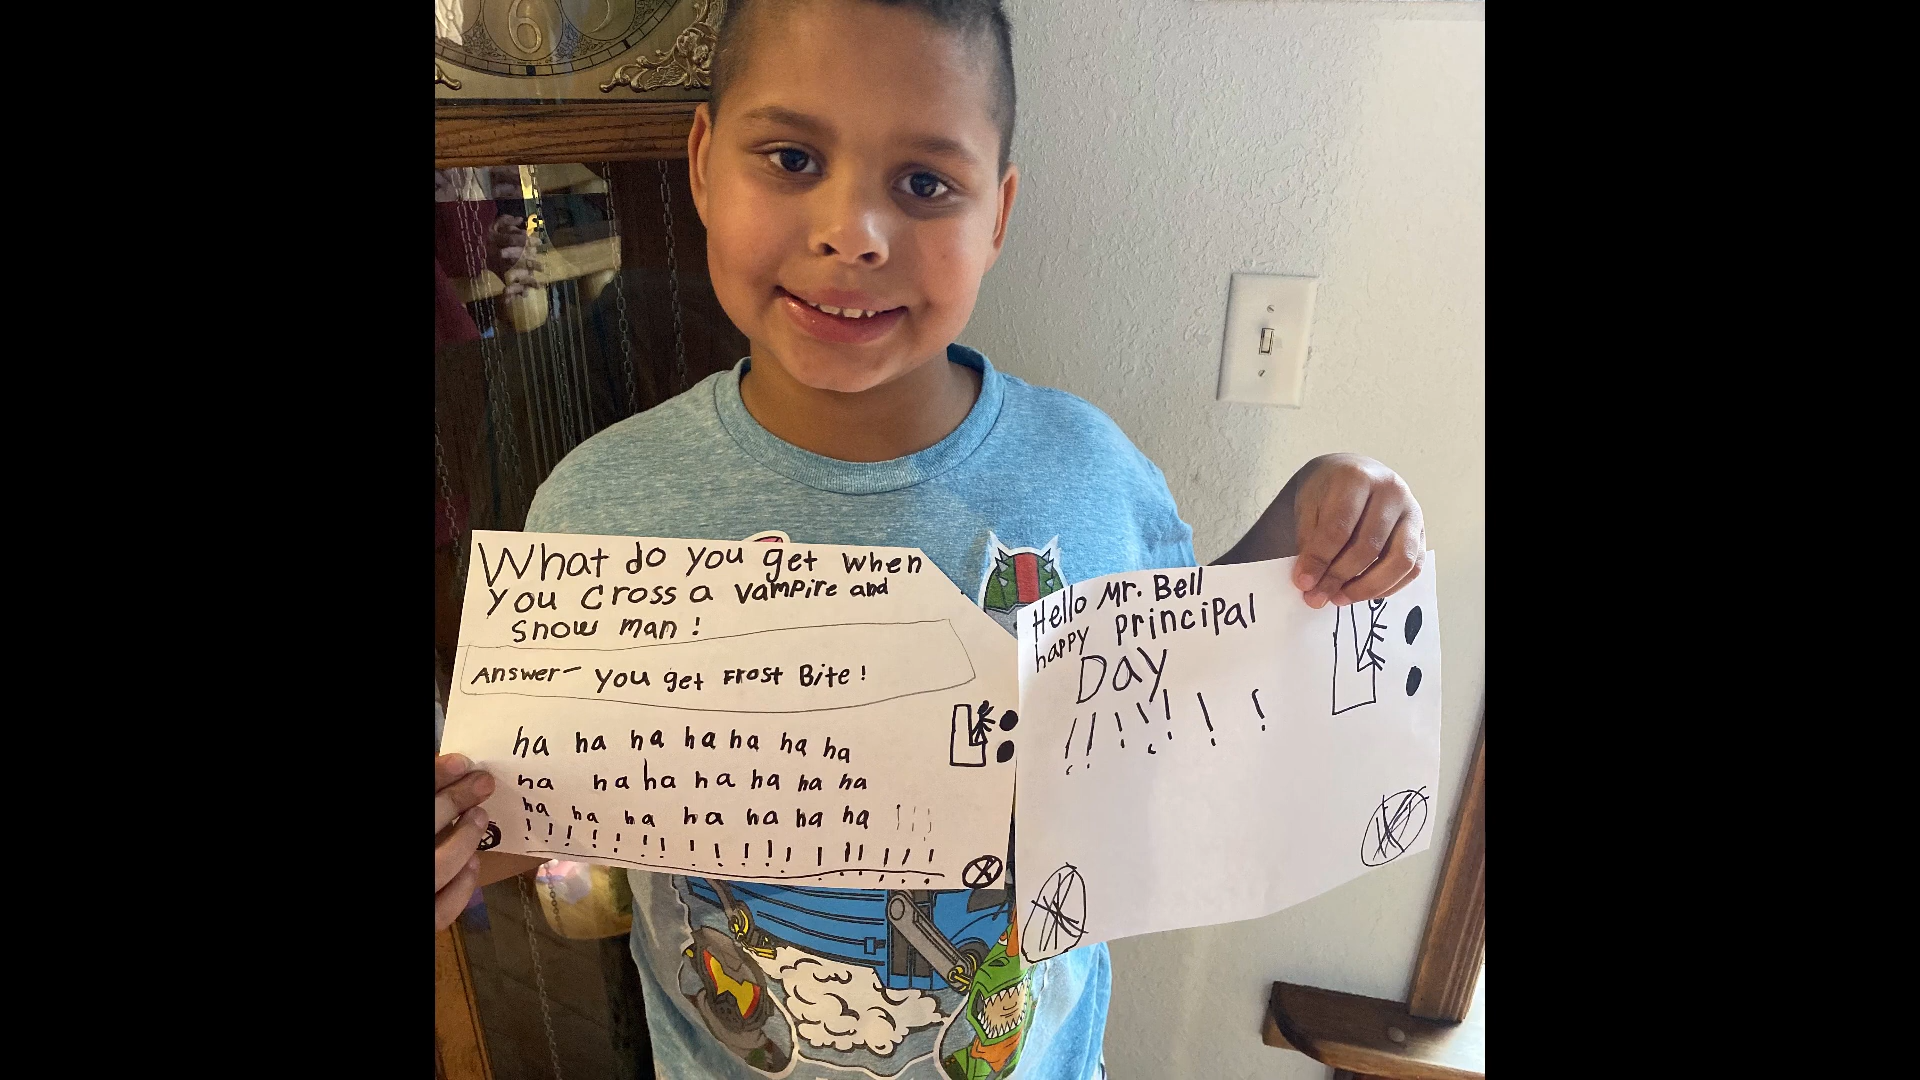 What do you get when
you cross a vampire and
snow man!
Answer- you get Frost Bite!
ha ha ha ha ha ha ha
ha ha ha ha ha ha ha
ha ha ha ha ha ha ha !!!
! ! ! ! ! ! ! ! ! ! ! ! ! ! ! ! ! ! !
Hello Mr. Bell
happy principal
Day
! ! ! ! ! ! !
6